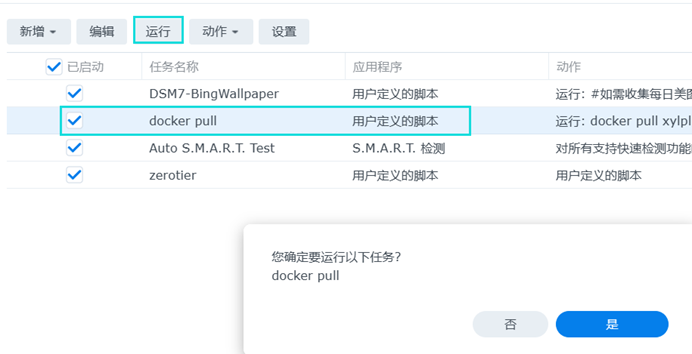 新增 编辑 运行 动作 设置
已启动 任务名称 应用程序 动作
DSM7-BingWallpaper 用户定义的脚本 运行: #如需收集每日美
docker pull 用户定义的脚本 运行: docker pull xylpl
Auto S.M.A.R.T. Test S.M.A.R.T. 检测 对所有支持快速检测功能
zerotier 用户定义的脚本 用户定义的脚本
您确定要运行以下任务?
docker pull
否 是